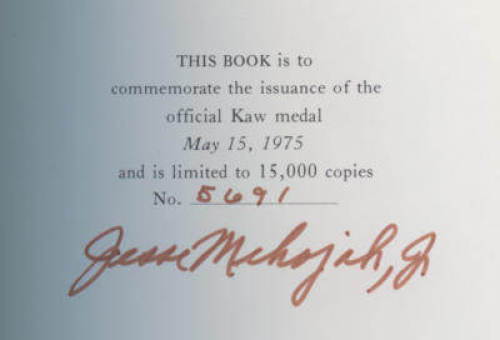 THIS BOOK is to
commemorate the issuance of the
official Kaw medal
May 15, 1975
and is limited to 15,000 copies
No. 5691
Jesse Mehojah, Jr